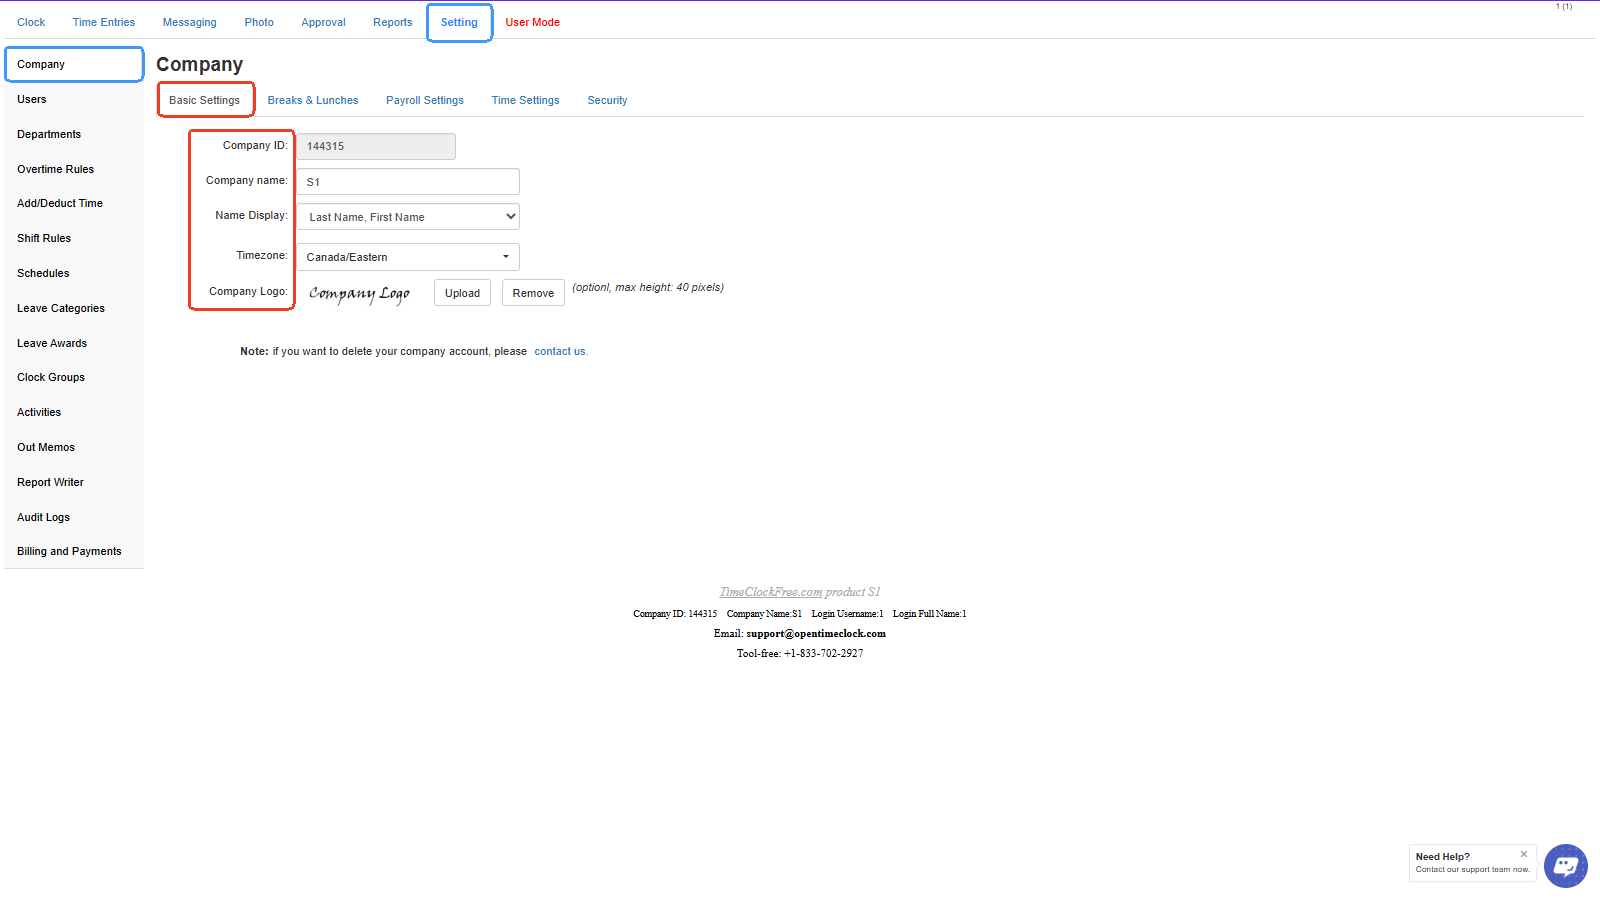 1 (1)
Clock Time Entries Messaging Photo Approval Reports Setting User Mode
Company
Users
Departments
Overtime Rules
Add/Deduct Time
Shift Rules
Schedules
Leave Categories
Leave Awards
Clock Groups
Activities
Out Memos
Report Writer
Audit Logs
Billing and Payments
Company
Basic Settings Breaks & Lunches Payroll Settings Time Settings Security
Company ID: 144315
Company name: S1
Name Display: Last Name, First Name
Timezone: Canada/Eastern
Company Logo: Company Logo Upload Remove (optionl, max height: 40 pixels)
Note: if you want to delete your company account, please contact us.
TimeClockFree.com product S1
Company ID: 144315 Company Name:S1 Login Username:1 Login Full Name:1
Email: support@opentimeclock.com
Tool-free: +1-833-702-2927
Need Help?
Contact our support team now.